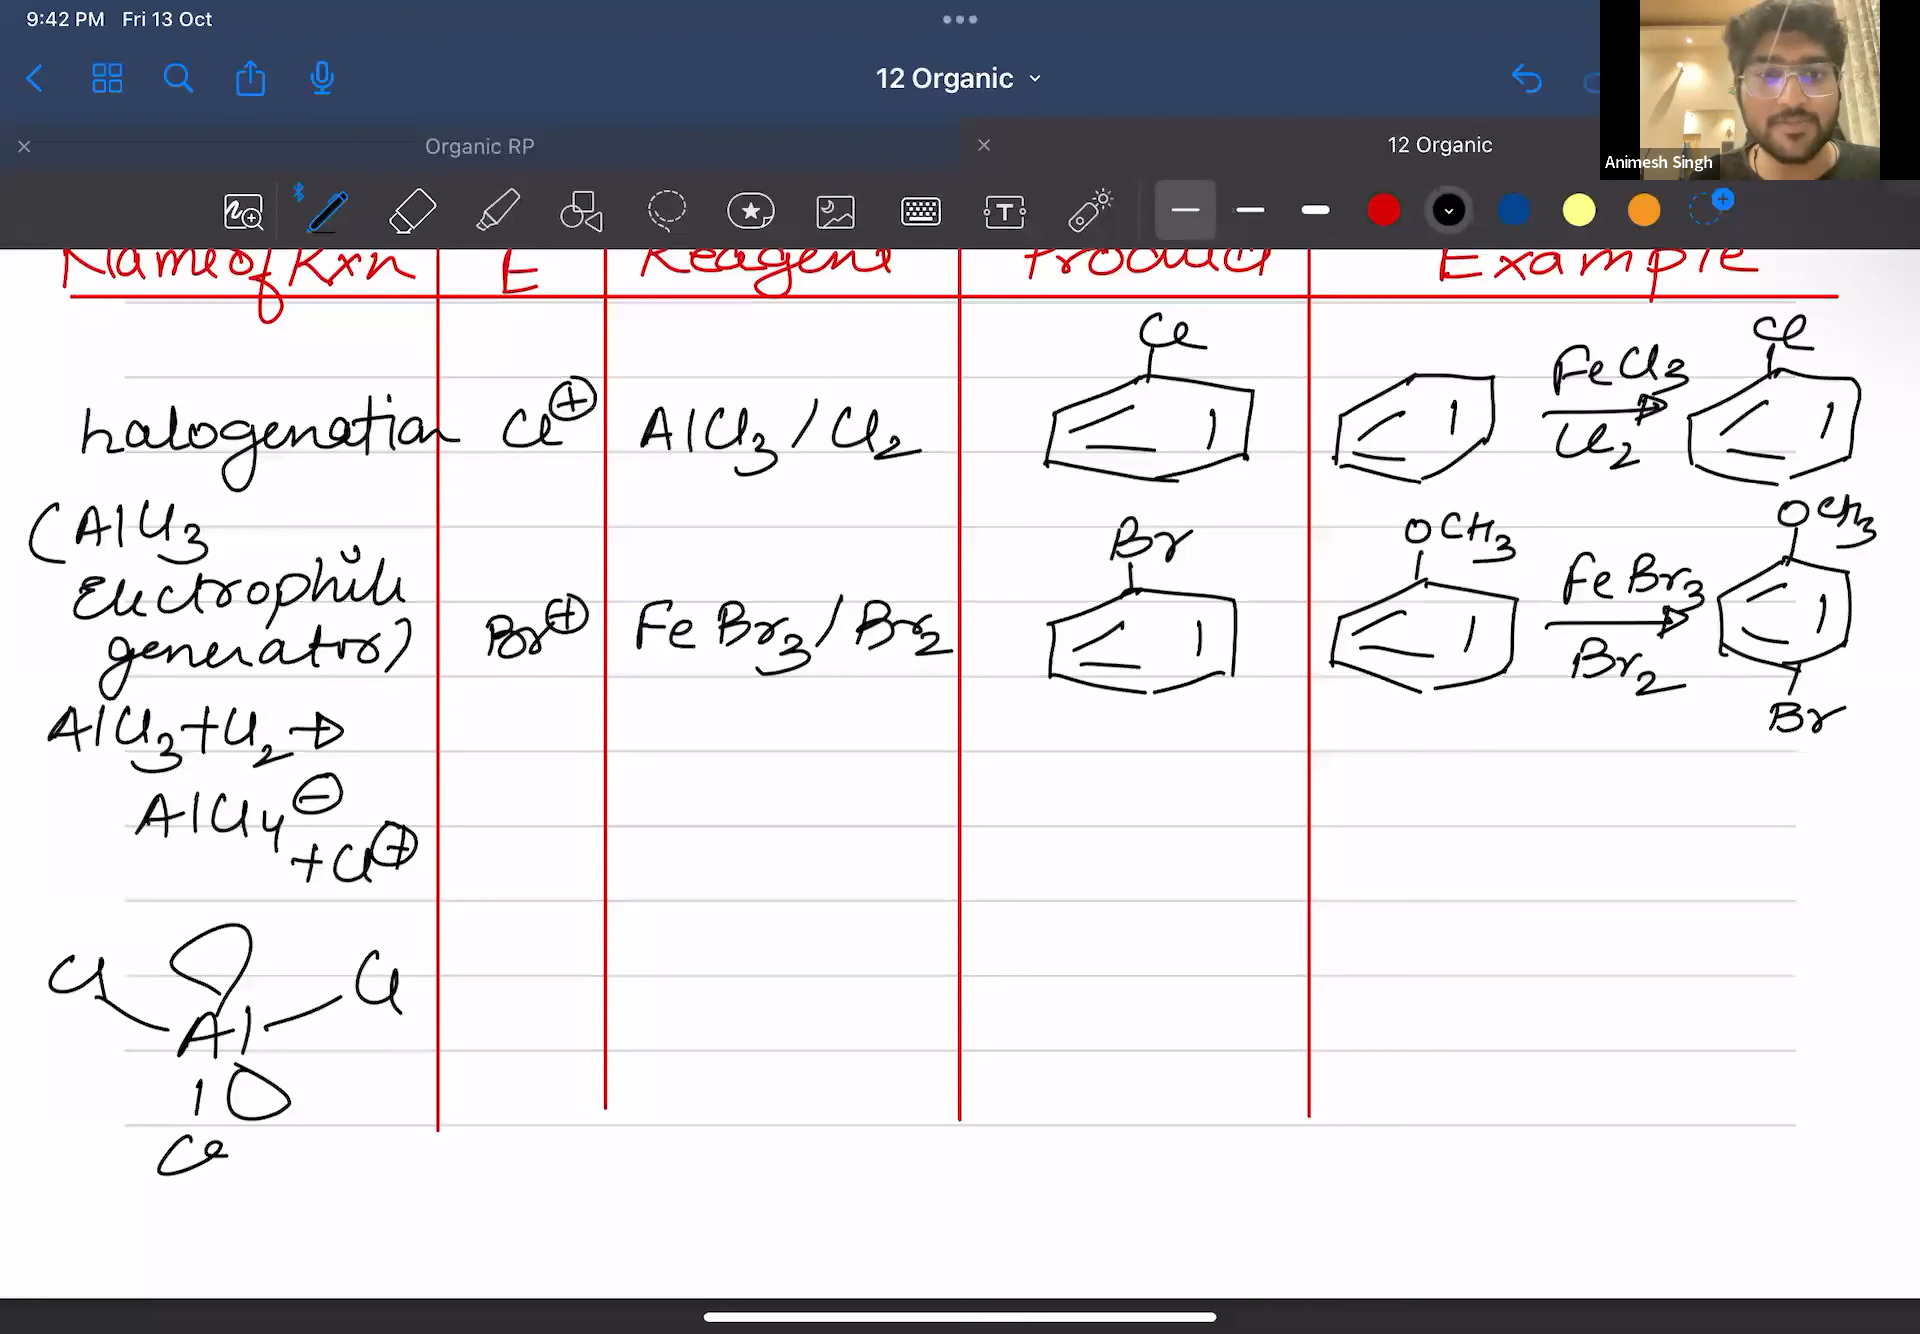 9:42 PM Fri 13 Oct
12 Organic
Organic RP
12 Organic
Animesh Singh
Name of Rxn E Reagent Product Example
halogenation Cl⊕ AlCl3/Cl2 Cl FeCl3 Cl2 Cl
(AlCl3
Electrophile
generator)
Br⊕ FeBr3/Br2 Br OCH3 FeBr3 Br2 OCH3 Br
AlCl3+Cl2→
AlCl4⊖
+Cl⊕
Cl Cl
Al
Cl